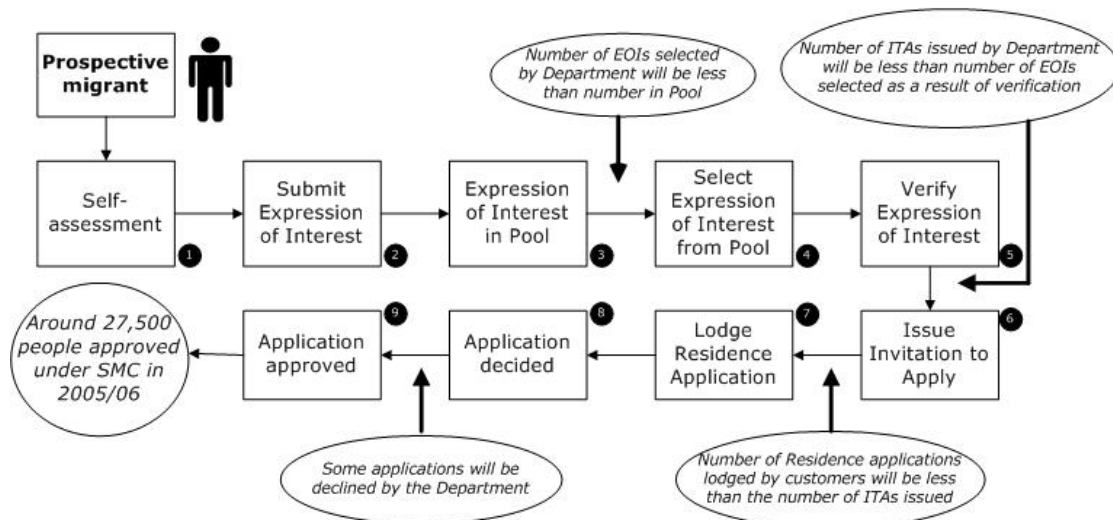 Prospective
migrant
Number of EOIs selected
by Department will be less
than number in Pool
Number of ITAs issued by Department
will be less than number of EOIs
selected as a result of verification
Self-
assessment
1
Submit
Expression
of Interest
2
Expression
of Interest
in Pool
3
Select
Expression
of Interest
from Pool
4
Verify
Expression
of Interest
5
Around 27,500
people approved
under SMC in
2005/06
9
Application
approved
8
Application
decided
7
Lodge
Residence
Application
6
Issue
Invitation to
Apply
Some applications will be
declined by the Department
Number of Residence applications
lodged by customers will be less
than the number of ITAs issued